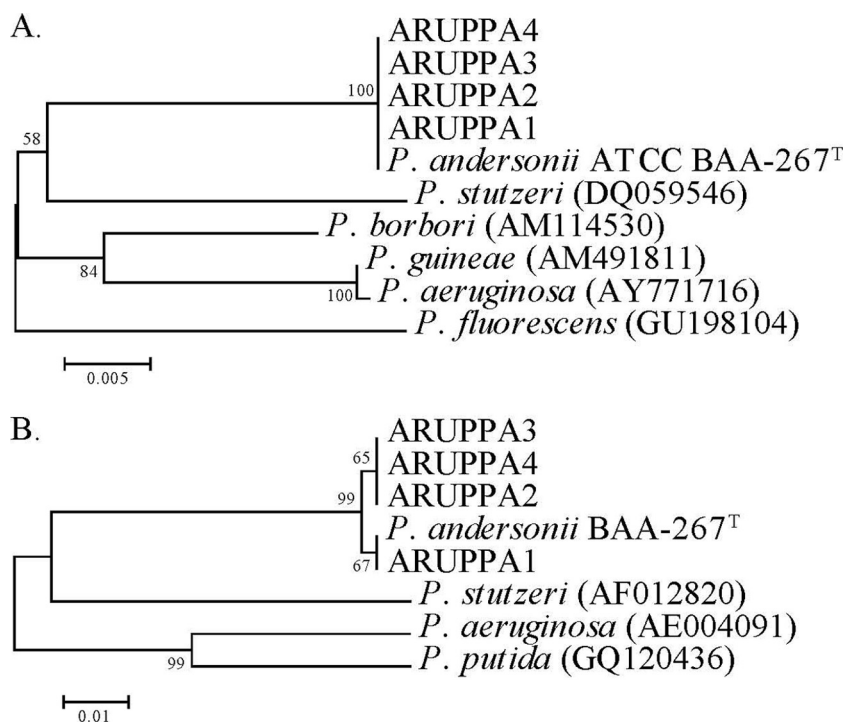 A.
ARUPPA4
ARUPPA3
100
ARUPPA2
ARUPPA1
58
P. andersonii ATCC BAA-267ᵀ
P. stutzeri (DQ059546)
P. borbori (AM114530)
84
P. guineae (AM491811)
100
P. aeruginosa (AY771716)
P. fluorescens (GU198104)
0.005
B.
ARUPPA3
65
ARUPPA4
ARUPPA2
99
P. andersonii BAA-267ᵀ
67
ARUPPA1
P. stutzeri (AF012820)
P. aeruginosa (AE004091)
99
P. putida (GQ120436)
0.01